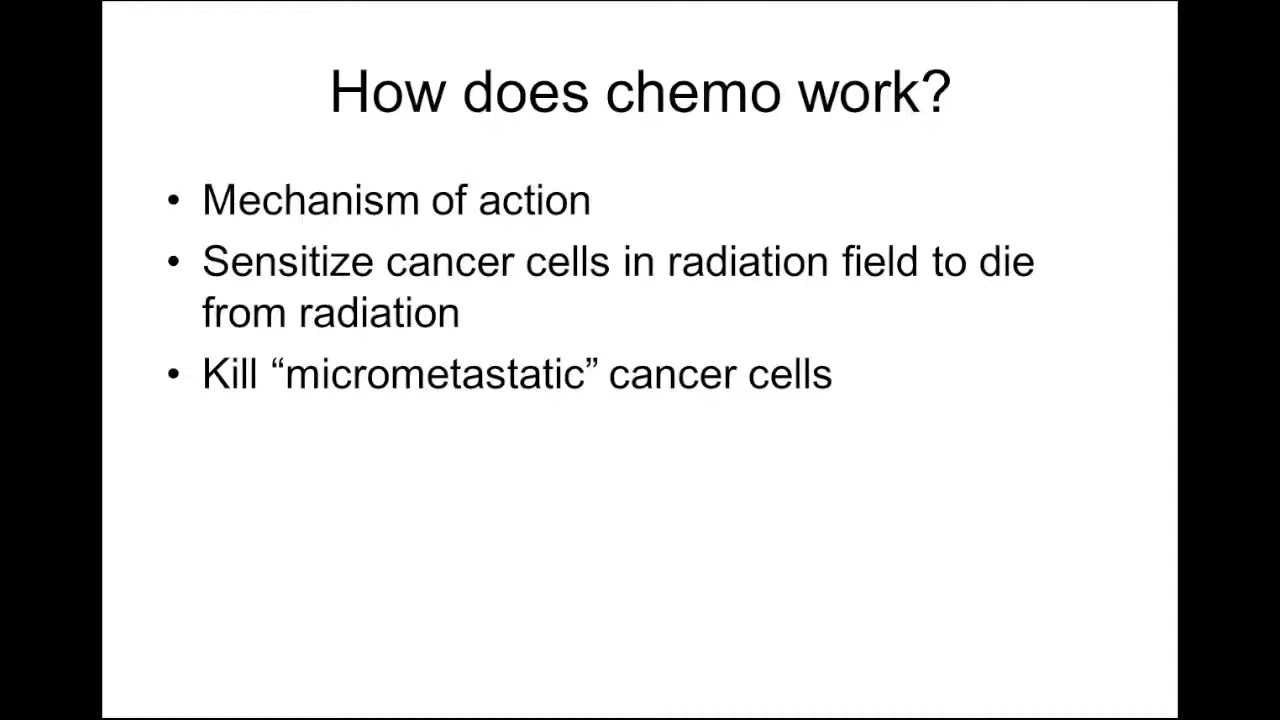 How does chemo work?
• Mechanism of action
• Sensitize cancer cells in radiation field to die
from radiation
• Kill “micrometastatic” cancer cells